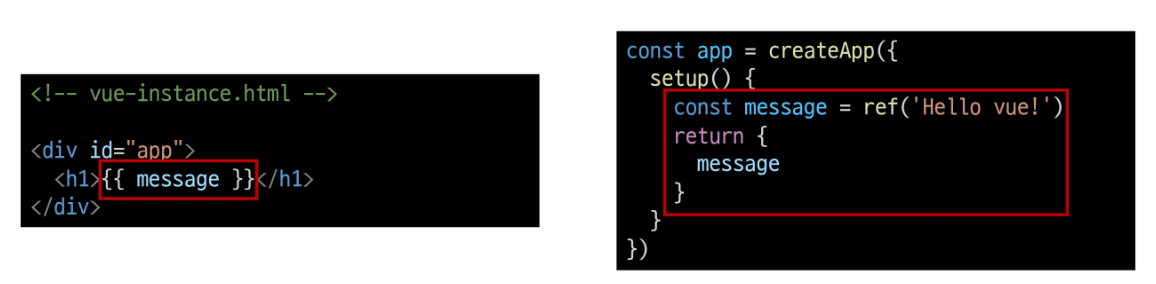 <!-- vue-instance.html -->
<div id="app">
  <h1>{{ message }}</h1>
</div>
const app = createApp({
  setup() {
    const message = ref('Hello vue!')
    return {
      message
    }
  }
})